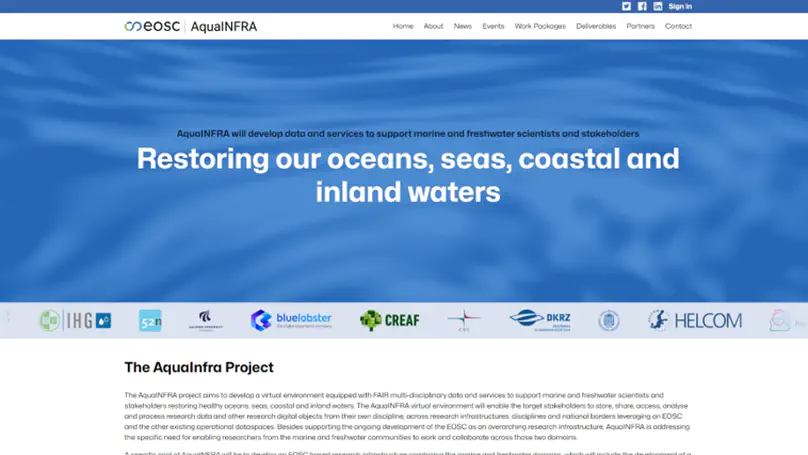 Sign in
eosc | AquaINFRA
Home About News Events Work Packages Deliverables Partners Contact
AquaINFRA will develop data and services to support marine and freshwater scientists and stakeholders
Restoring our oceans, seas, coastal and
inland waters
IHG 52n bluelobster CREAF CSC DKRZ HELCOM
The AquaInfra Project
The AquaINFRA project aims to develop a virtual environment equipped with FAIR multi-disciplinary data and services to support marine and freshwater scientists and
stakeholders restoring healthy oceans, seas, coastal and inland waters. The AquaINFRA virtual environment will enable the target stakeholders to store, share, access, analyse
and process research data and other research digital objects from their own discipline, across research infrastructures, disciplines and national borders leveraging on EOSC
and the other existing operational dataspaces. Besides supporting the ongoing development of the EOSC as an overarching research infrastructure, AquaINFRA is addressing
the specific need for enabling researchers from the marine and freshwater communities to work and collaborate across those two domains.